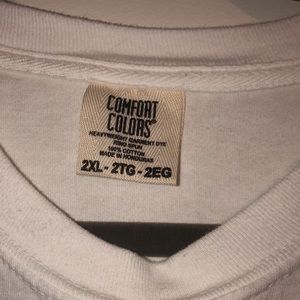 COMFORT
COLORS
HEAVYWEIGHT GARMENT DYE
RING SPUN
100% COTTON
MADE IN HONDURAS
2XL - 2TG - 2EG